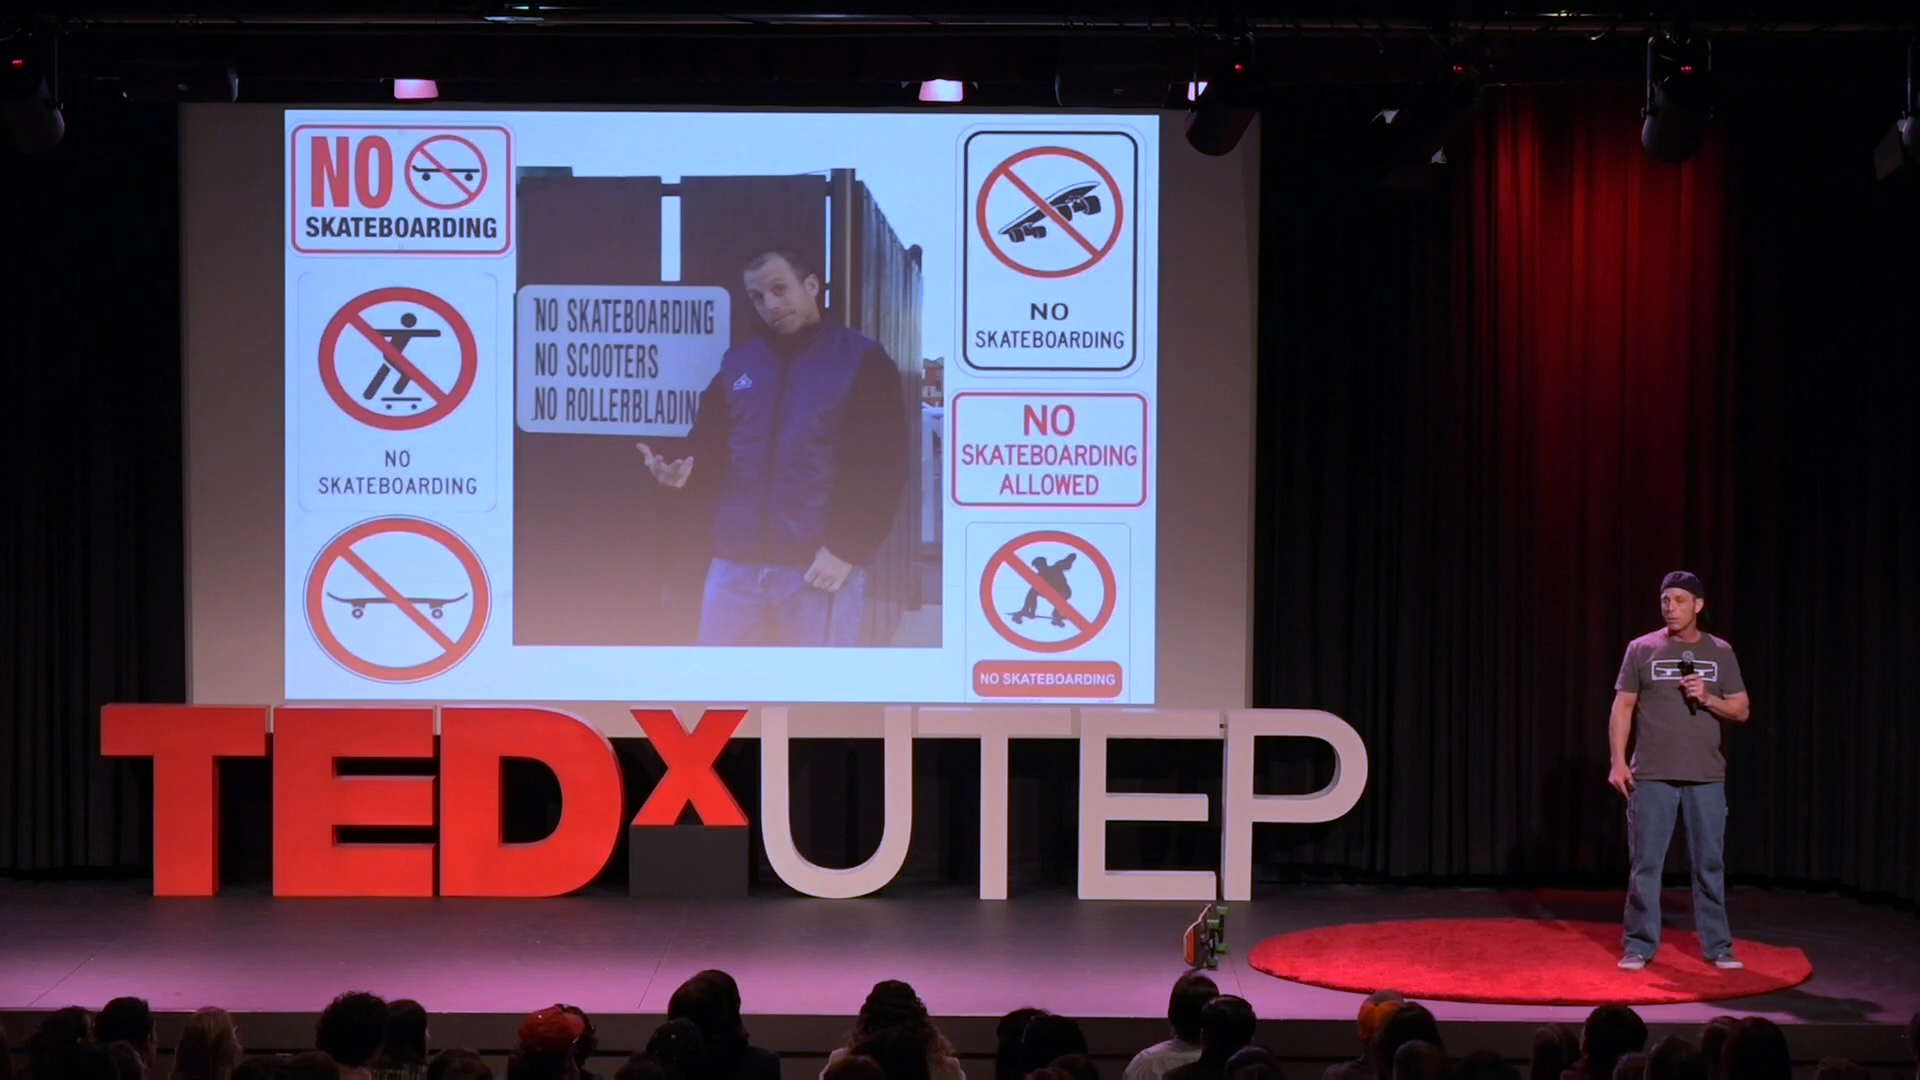 NO
SKATEBOARDING
NO
SKATEBOARDING
NO SKATEBOARDING
NO SCOOTERS
NO ROLLERBLADIN
NO
SKATEBOARDING
NO
SKATEBOARDING
ALLOWED
NO SKATEBOARDING
TEDxUTEP